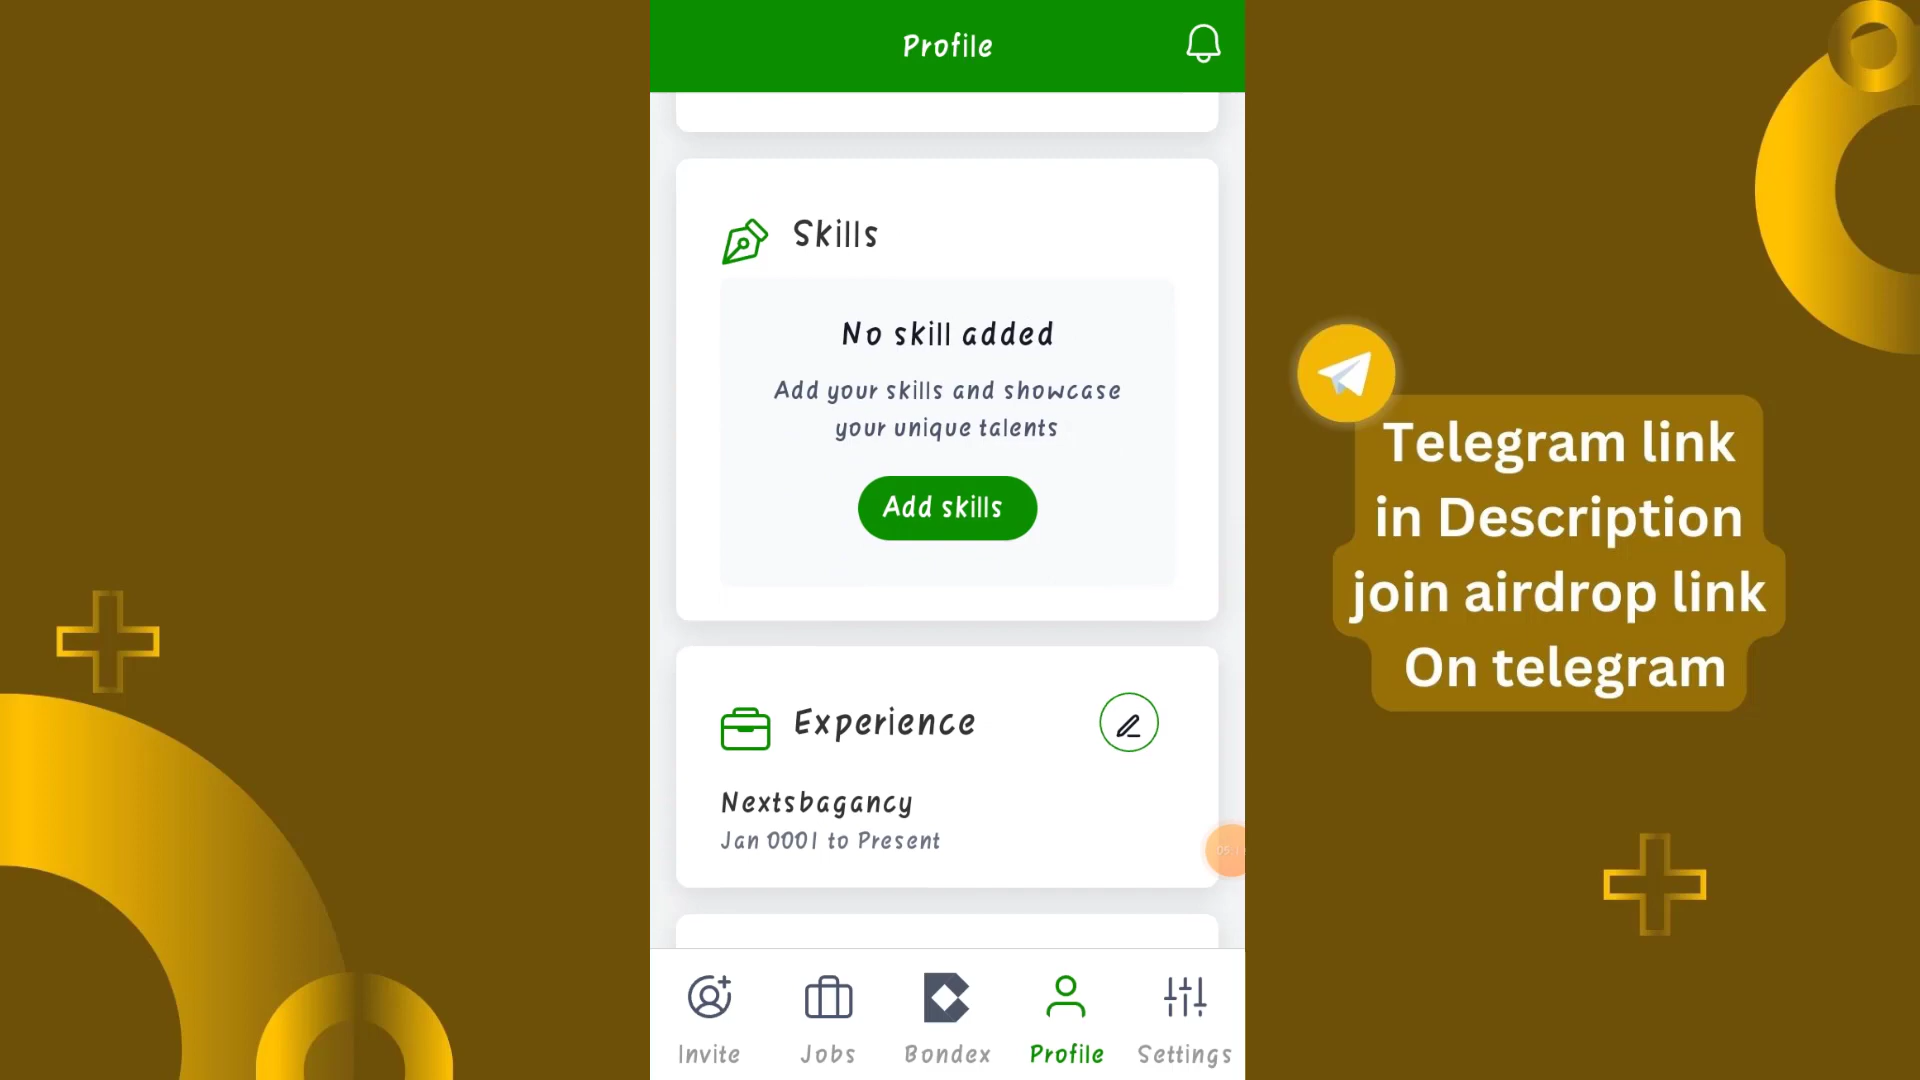 Profile
Skills
No skill added
Add your skills and showcase
your unique talents
Add skills
Experience
Nextsbagancy
Jan 0001 to Present
Invite
Jobs
Bondex
Profile
Settings
Telegram link
in Description
join airdrop link
On telegram